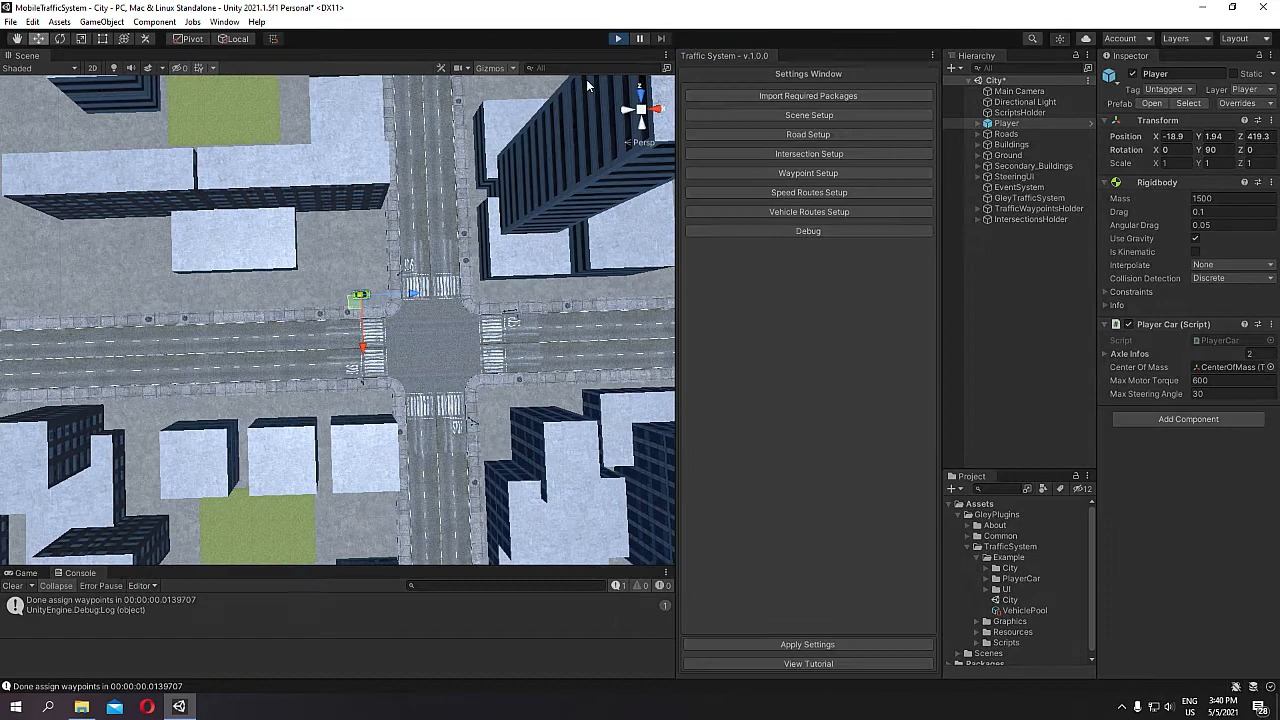 MobileTrafficSystem - City - PC, Mac & Linux Standalone - Unity 2021.1.5f1 Personal* <DX11>
File Edit Assets GameObject Component Jobs Window Help
Pivot Local
Account Layers Layout
Scene
Shaded 2D 0 Gizmos All
z
x
Persp
Game Console
Clear Collapse Error Pause Editor
1 0 0
Done assign waypoints in 00:00:00.0139707
UnityEngine.Debug:Log (object)
1
Done assign waypoints in 00:00:00.0139707
Traffic System - v.1.0.0
Settings Window
Import Required Packages
Scene Setup
Road Setup
Intersection Setup
Waypoint Setup
Speed Routes Setup
Vehicle Routes Setup
Debug
Apply Settings
View Tutorial
Hierarchy
All
City*
Main Camera
Directional Light
ScriptsHolder
Player
Roads
Buildings
Ground
Secondary_Buildings
SteeringUI
EventSystem
GleyTrafficSystem
TrafficWaypointsHolder
IntersectionsHolder
Project
12
Assets
GleyPlugins
About
Common
TrafficSystem
Example
City
PlayerCar
UI
City
VehiclePool
Graphics
Resources
Scripts
Scenes
Packages
Inspector
Player Static
Tag Untagged Layer Player
Prefab Open Select Overrides
Transform
Position X -18.9 Y 1.94 Z 419.3
Rotation X 0 Y 90 Z 0
Scale X 1 Y 1 Z 1
Rigidbody
Mass 1500
Drag 0.1
Angular Drag 0.05
Use Gravity
Is Kinematic
Interpolate None
Collision Detection Discrete
Constraints
Info
Player Car (Script)
Script PlayerCar
Axle Infos 2
Center Of Mass CenterOfMass (T
Max Motor Torque 600
Max Steering Angle 30
Add Component
ENG
US
3:40 PM
5/5/2021
28